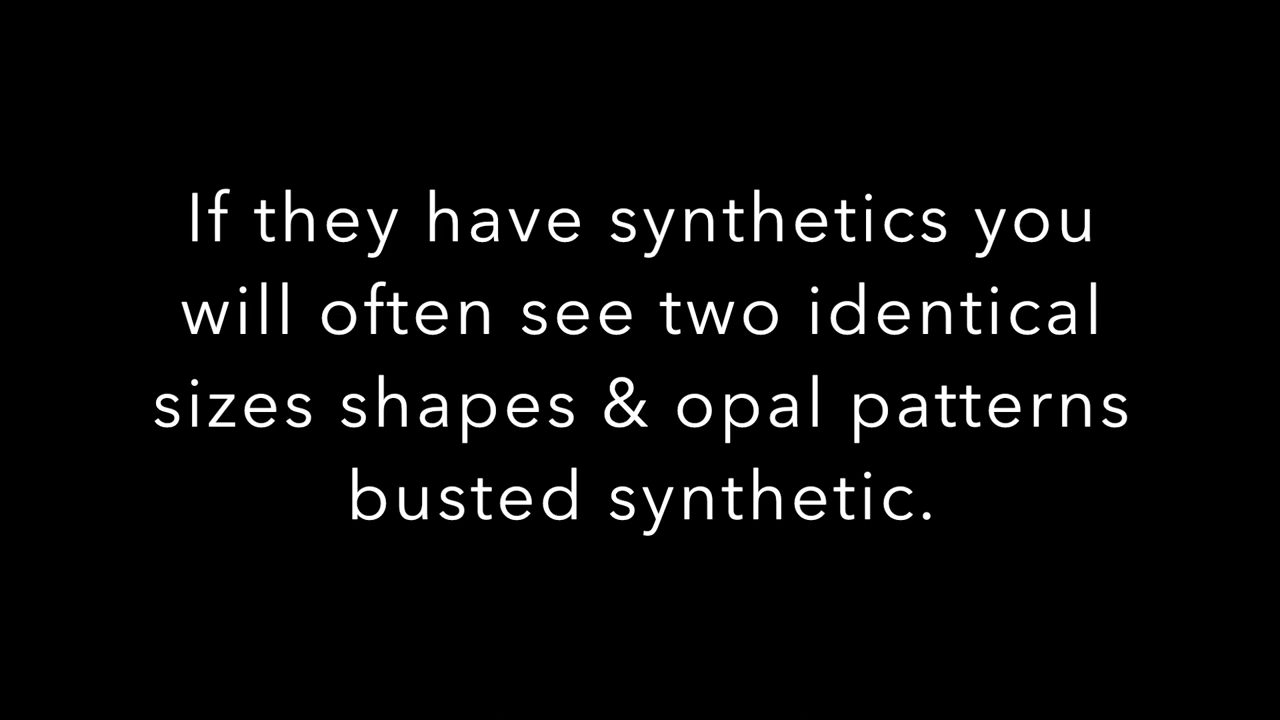 If they have synthetics you
will often see two identical
sizes shapes & opal patterns
busted synthetic.